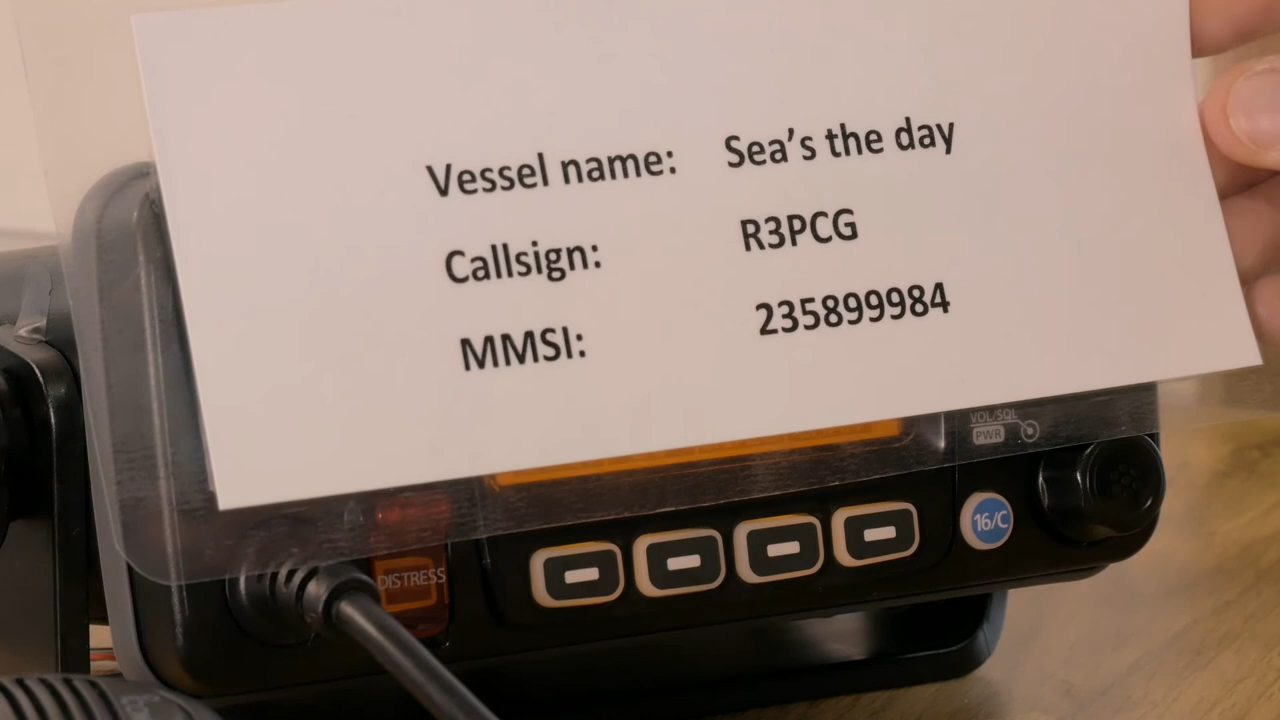 Vessel name: Sea's the day
Callsign: R3PCG
MMSI: 235899984
VOL/SQL
PWR
16/C
DISTRESS